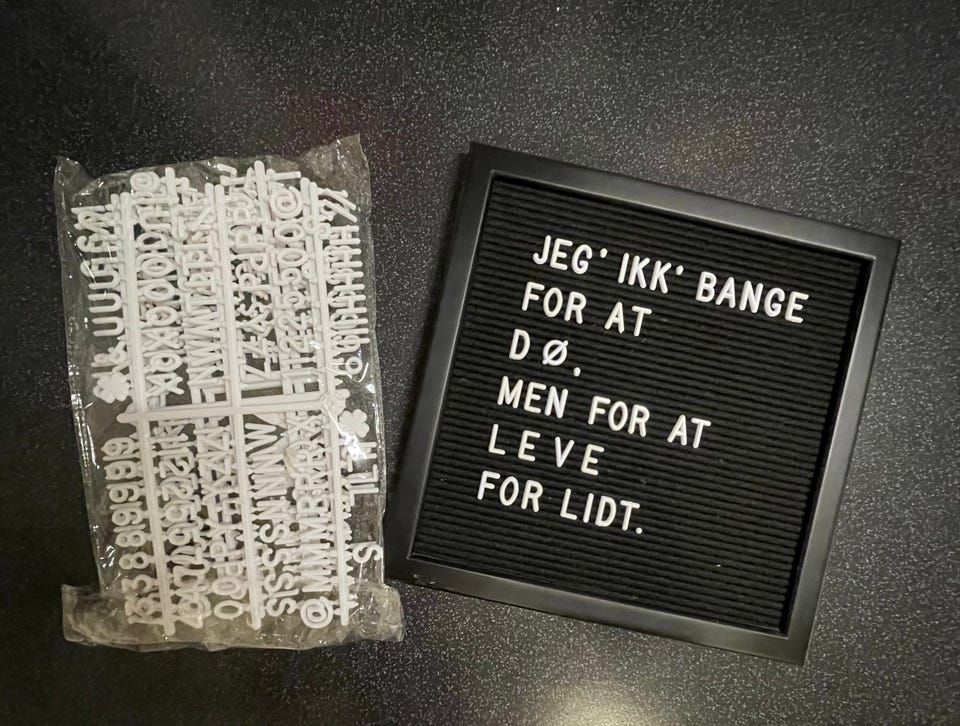 JEG' IKK' BANGE
FOR AT
DØ.
MEN FOR AT
LEVE
FOR LIDT.